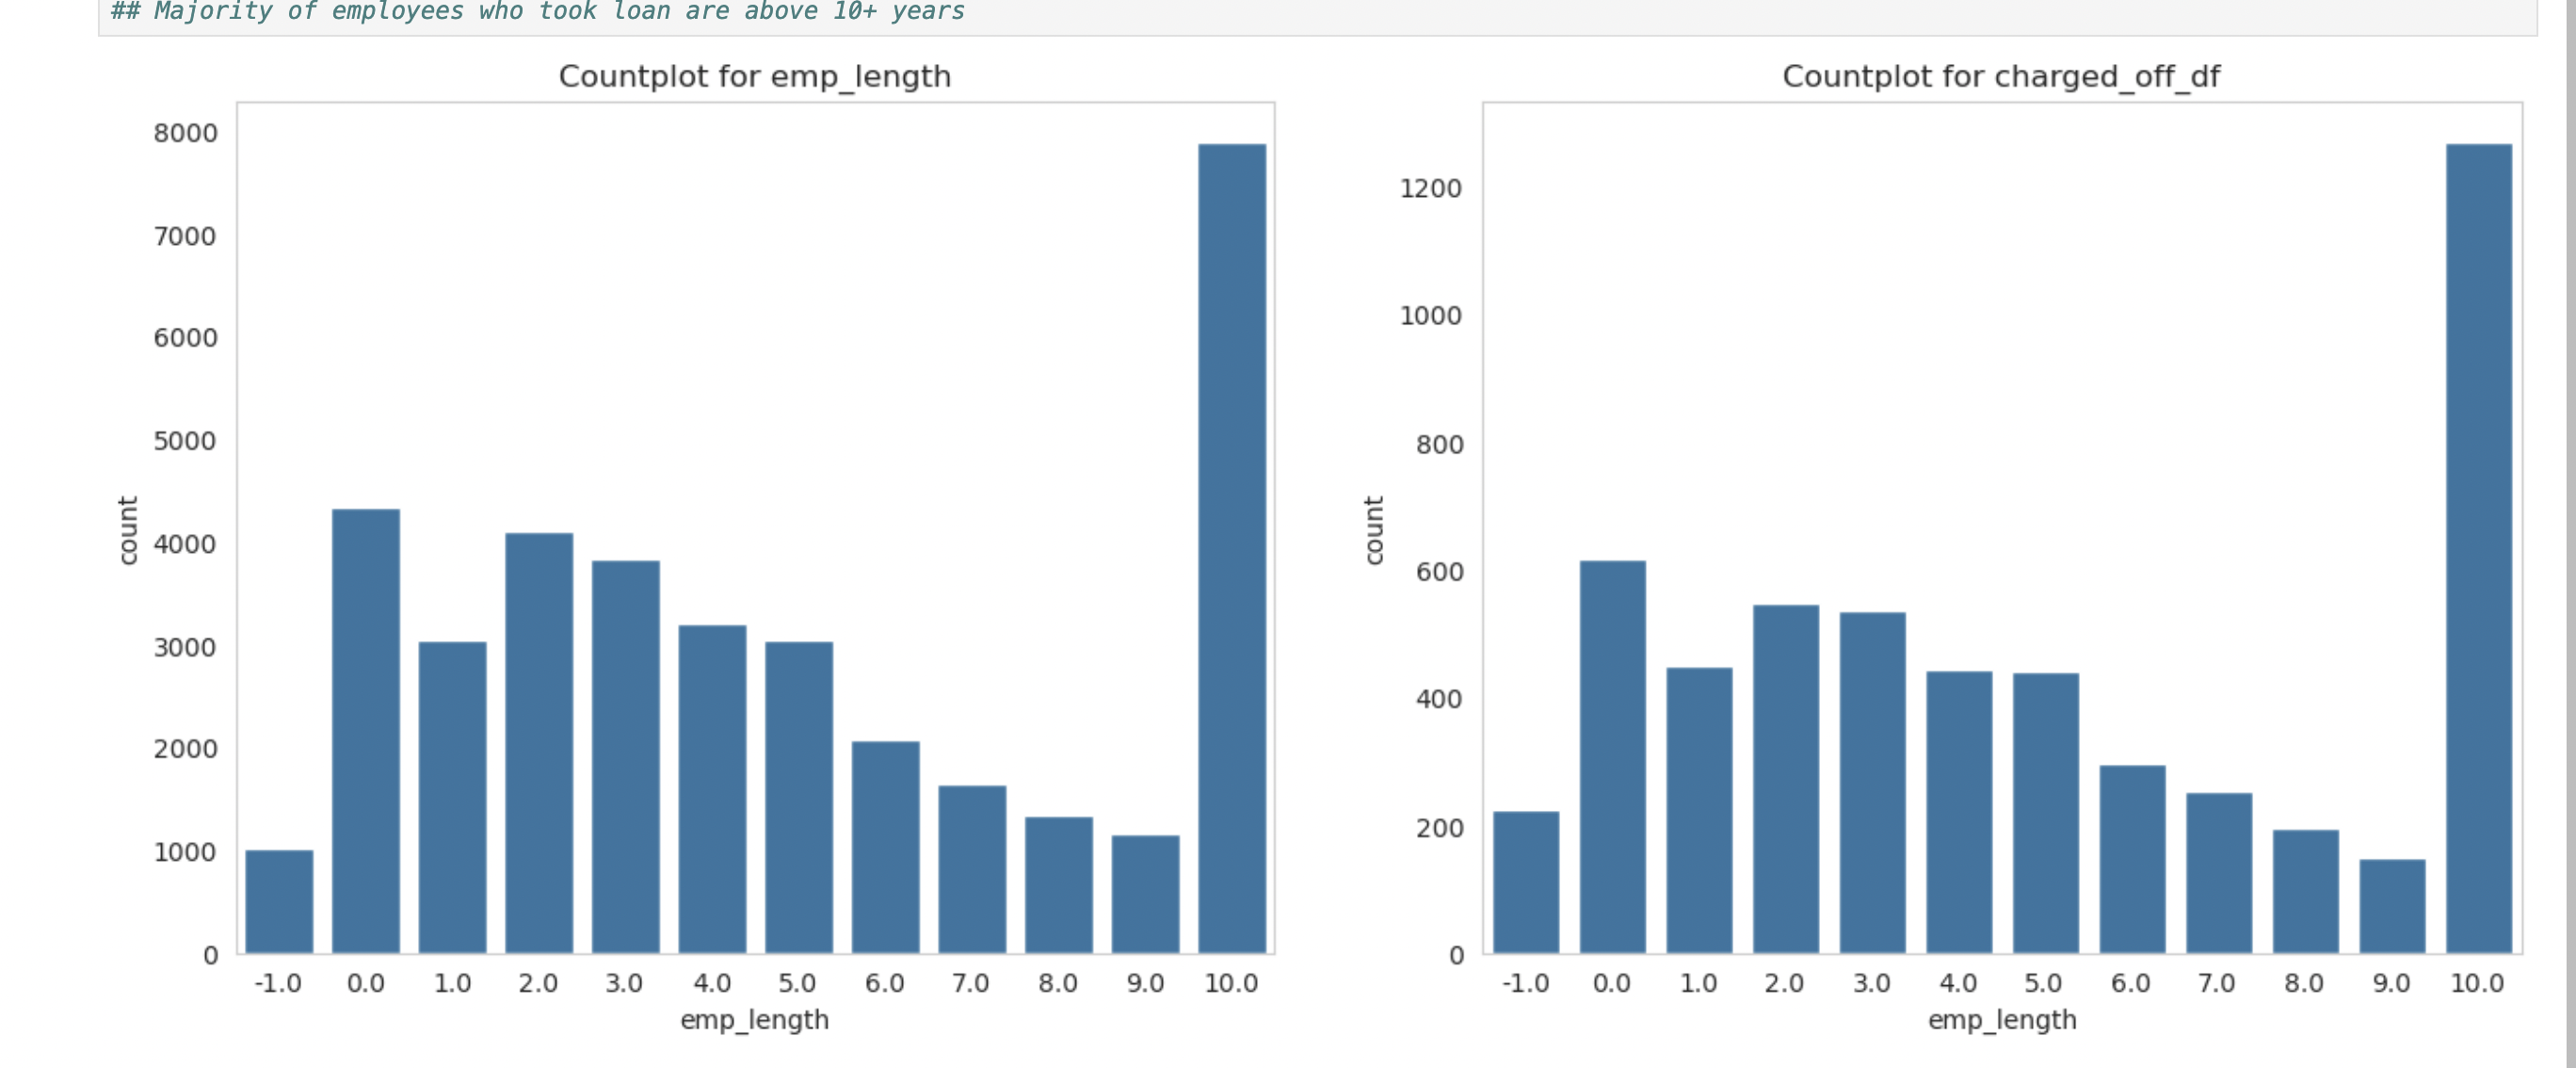 ## Majority of employees who took loan are above 10+ years
Countplot for emp_length
8000
7000
6000
5000
4000
3000
2000
1000
0
count
-1.0 0.0 1.0 2.0 3.0 4.0 5.0 6.0 7.0 8.0 9.0 10.0
emp_length
Countplot for charged_off_df
1200
1000
800
600
400
200
0
count
-1.0 0.0 1.0 2.0 3.0 4.0 5.0 6.0 7.0 8.0 9.0 10.0
emp_length